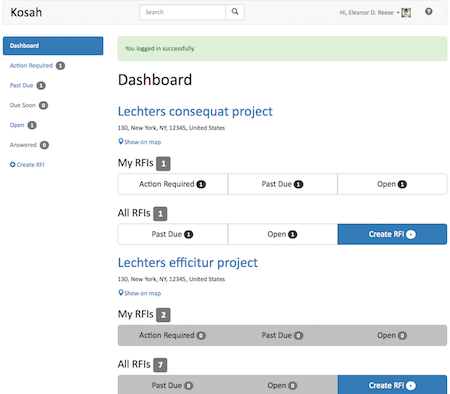 Kosah
Search
Hi, Eleanor D. Reese
Dashboard
Action Required 1
Past Due 1
Due Soon 0
Open 1
Answered 0
Create RFI
You logged in successfully.
Dashboard
Lechters consequat project
130, New York, NY, 12345, United States
Show on map
My RFIs 1
Action Required 1
Past Due 1
Open 1
All RFIs 1
Past Due 1
Open 1
Create RFI +
Lechters efficitur project
130, New York, NY, 12345, United States
Show on map
My RFIs 2
Action Required 0
Past Due 0
Open 0
All RFIs 7
Past Due 0
Open 0
Create RFI +